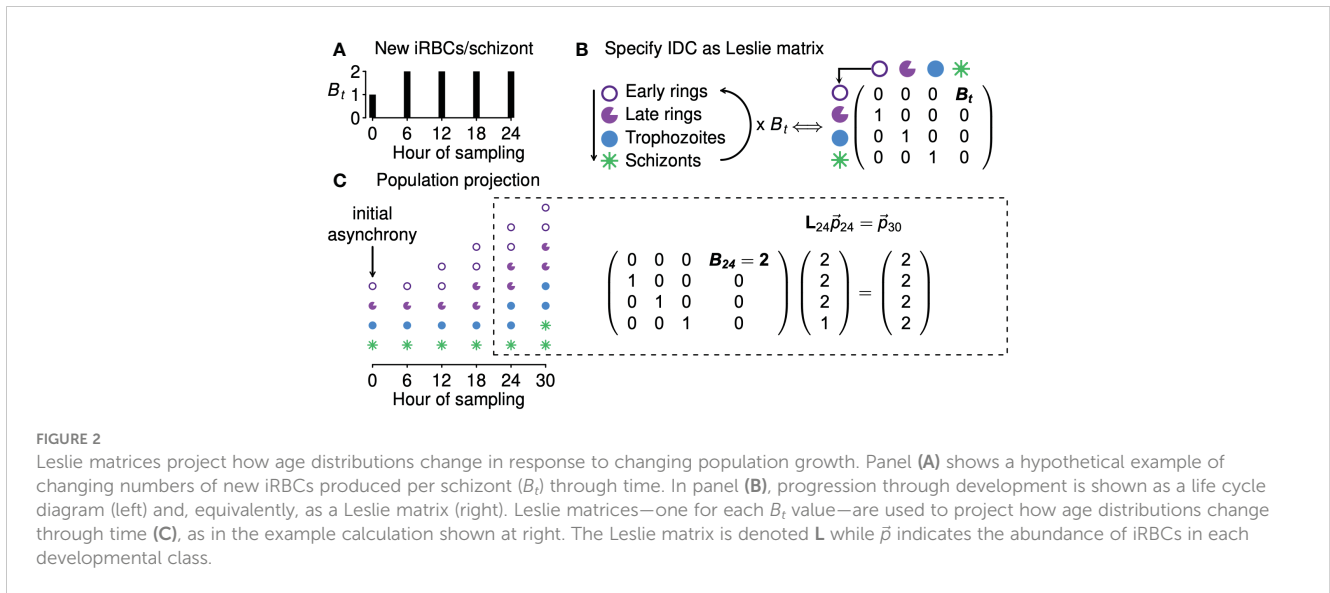 A New iRBCs/schizont
2
B_t 1
0
0 6 12 18 24
Hour of sampling
B Specify IDC as Leslie matrix
Early rings
Late rings
Trophozoites
Schizonts
x B_t ⟺
0 0 0 B_t
1 0 0 0
0 1 0 0
0 0 1 0
C Population projection
initial
asynchrony
0 6 12 18 24 30
Hour of sampling
L₂₄p⃗₂₄ = p⃗₃₀
0 0 0 B₂₄ = 2 2 2
1 0 0 0 2 2
0 1 0 0 2 = 2
0 0 1 0 1 2
FIGURE 2
Leslie matrices project how age distributions change in response to changing population growth. Panel (A) shows a hypothetical example of
changing numbers of new iRBCs produced per schizont (B_t) through time. In panel (B), progression through development is shown as a life cycle
diagram (left) and, equivalently, as a Leslie matrix (right). Leslie matrices—one for each B_t value—are used to project how age distributions change
through time (C), as in the example calculation shown at right. The Leslie matrix is denoted L while p⃗ indicates the abundance of iRBCs in each
developmental class.